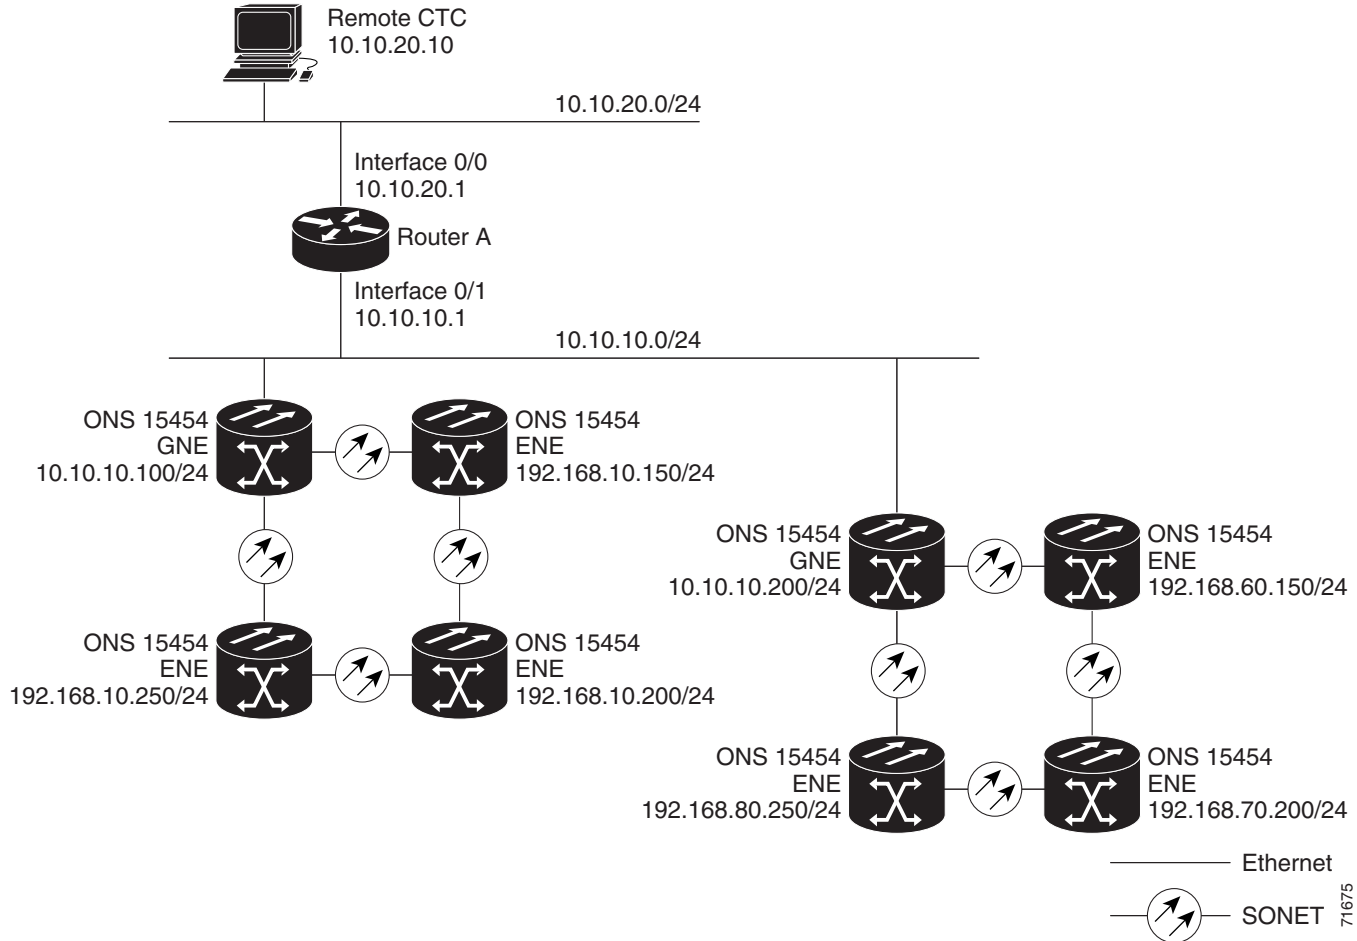 Remote CTC
10.10.20.10
10.10.20.0/24
Interface 0/0
10.10.20.1
Router A
Interface 0/1
10.10.10.1
10.10.10.0/24
ONS 15454
GNE
10.10.10.100/24
ONS 15454
ENE
192.168.10.150/24
ONS 15454
GNE
10.10.10.200/24
ONS 15454
ENE
192.168.60.150/24
ONS 15454
ENE
192.168.10.250/24
ONS 15454
ENE
192.168.10.200/24
ONS 15454
ENE
192.168.80.250/24
ONS 15454
ENE
192.168.70.200/24
Ethernet
SONET
71675